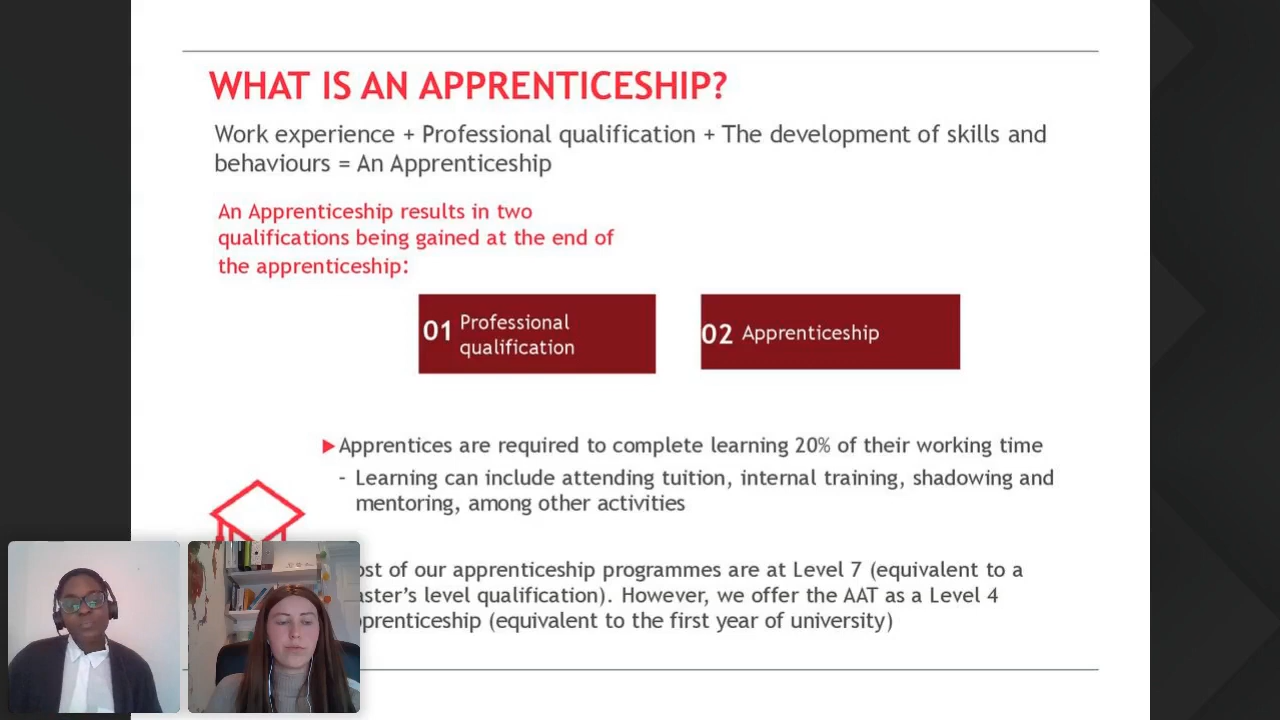 WHAT IS AN APPRENTICESHIP?
Work experience + Professional qualification + The development of skills and
behaviours = An Apprenticeship
An Apprenticeship results in two
qualifications being gained at the end of
the apprenticeship:
01 Professional
qualification
02 Apprenticeship
Apprentices are required to complete learning 20% of their working time
- Learning can include attending tuition, internal training, shadowing and
mentoring, among other activities
of our apprenticeship programmes are at Level 7 (equivalent to a
level qualification). However, we offer the AAT as a Level 4
(equivalent to the first year of university)